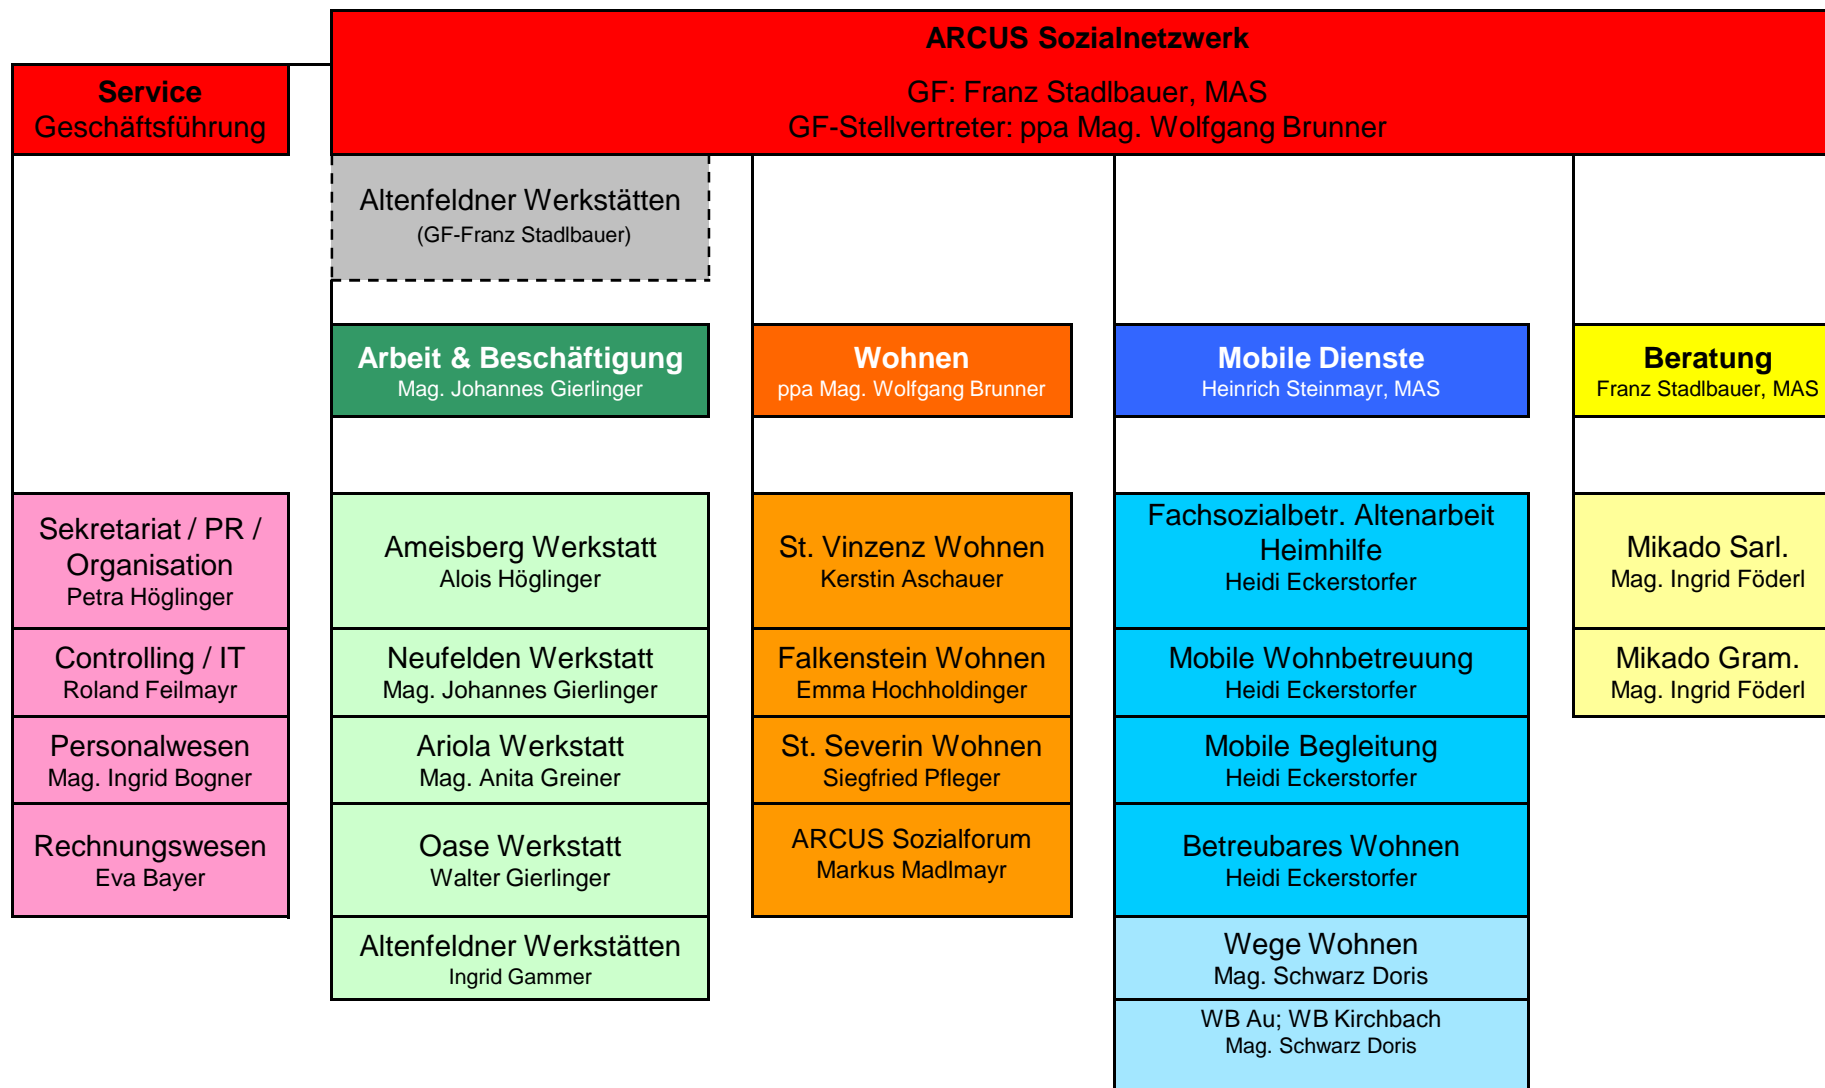 ARCUS Sozialnetzwerk
GF: Franz Stadlbauer, MAS
GF-Stellvertreter: ppa Mag. Wolfgang Brunner
Service
Geschäftsführung
Altenfeldner Werkstätten
(GF-Franz Stadlbauer)
Arbeit & Beschäftigung
Mag. Johannes Gierlinger
Wohnen
ppa Mag. Wolfgang Brunner
Mobile Dienste
Heinrich Steinmayr, MAS
Beratung
Franz Stadlbauer, MAS
Sekretariat / PR /
Organisation
Petra Höglinger
Controlling / IT
Roland Feilmayr
Personalwesen
Mag. Ingrid Bogner
Rechnungswesen
Eva Bayer
Ameisberg Werkstatt
Alois Höglinger
Neufelden Werkstatt
Mag. Johannes Gierlinger
Ariola Werkstatt
Mag. Anita Greiner
Oase Werkstatt
Walter Gierlinger
Altenfeldner Werkstätten
Ingrid Gammer
St. Vinzenz Wohnen
Kerstin Aschauer
Falkenstein Wohnen
Emma Hochholdinger
St. Severin Wohnen
Siegfried Pfleger
ARCUS Sozialforum
Markus Madlmayr
Fachsozialbetr. Altenarbeit
Heimhilfe
Heidi Eckerstorfer
Mobile Wohnbetreuung
Heidi Eckerstorfer
Mobile Begleitung
Heidi Eckerstorfer
Betreubares Wohnen
Heidi Eckerstorfer
Wege Wohnen
Mag. Schwarz Doris
WB Au; WB Kirchbach
Mag. Schwarz Doris
Mikado Sarl.
Mag. Ingrid Föderl
Mikado Gram.
Mag. Ingrid Föderl